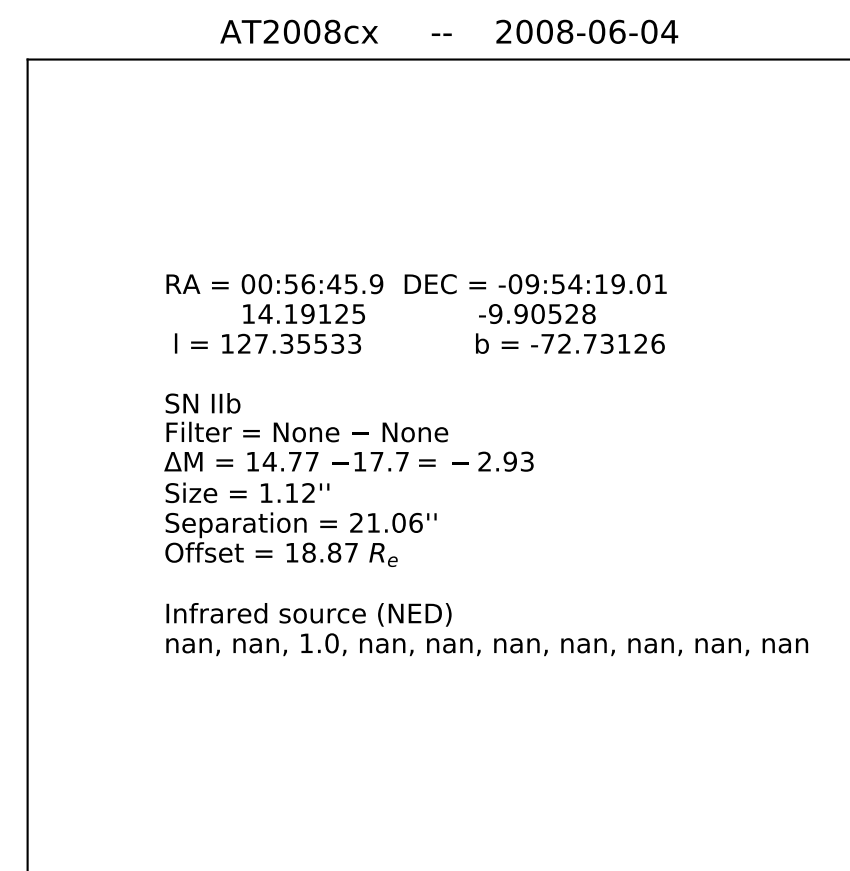 AT2008cx -- 2008-06-04
RA = 00:56:45.9 DEC = -09:54:19.01
14.19125 -9.90528
l = 127.35533 b = -72.73126
SN IIb
Filter = None − None
ΔM = 14.77 −17.7 = − 2.93
Size = 1.12''
Separation = 21.06''
Offset = 18.87 Rₑ
Infrared source (NED)
nan, nan, 1.0, nan, nan, nan, nan, nan, nan, nan